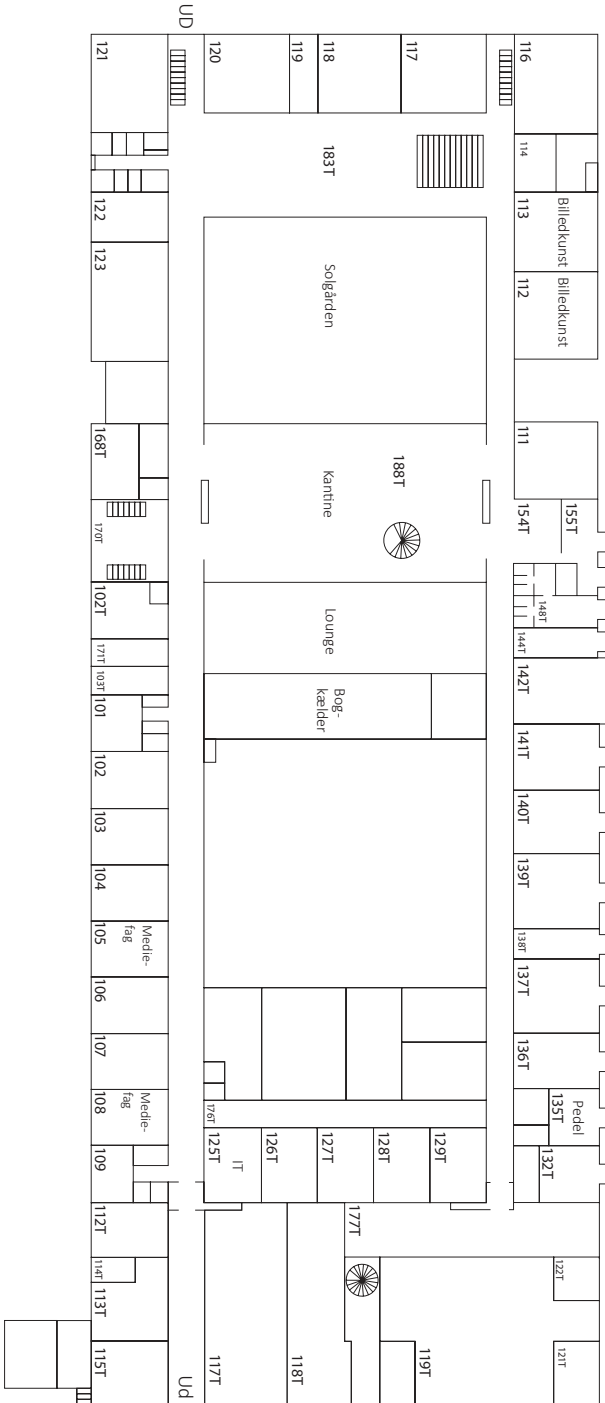 UD
121
120
119
118
117
116
183T
114
122
113
Billedkunst
123
Solgården
112
Billedkunst
168T
Kantine
188T
111
170T
154T
155T
102T
Lounge
148T
144T
171T
103T
142T
101
Bog-
kælder
102
141T
103
140T
104
139T
105
Medie-
fag
138T
106
137T
107
136T
108
Medie-
fag
176T
135T
Pedel
109
125T
IT
126T
127T
128T
129T
132T
112T
177T
114T
113T
122T
115T
Ud
117T
118T
119T
121T